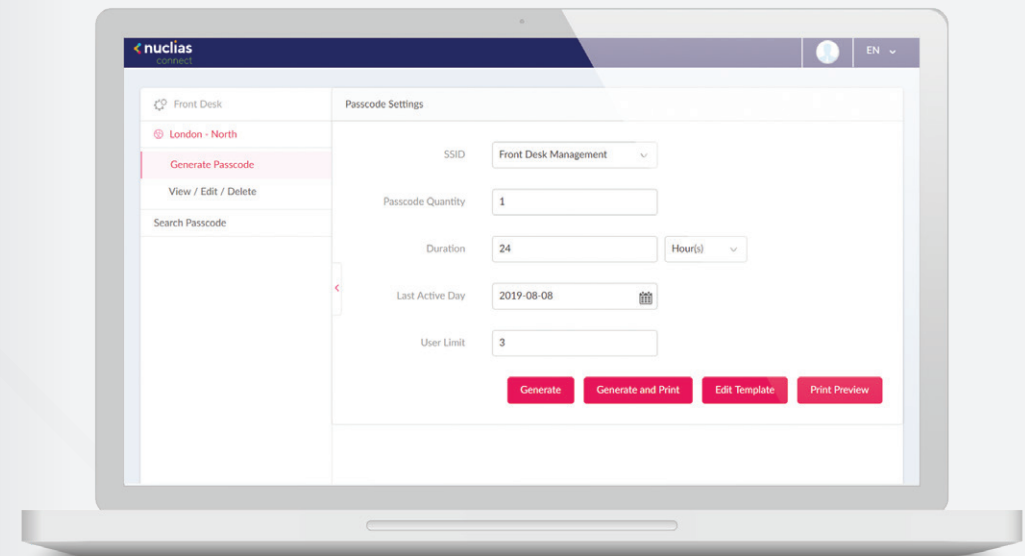 nuclias
connect
EN
Front Desk
London - North
Generate Passcode
View / Edit / Delete
Search Passcode
Passcode Settings
SSID Front Desk Management
Passcode Quantity 1
Duration 24 Hour(s)
Last Active Day 2019-08-08
User Limit 3
Generate Generate and Print Edit Template Print Preview